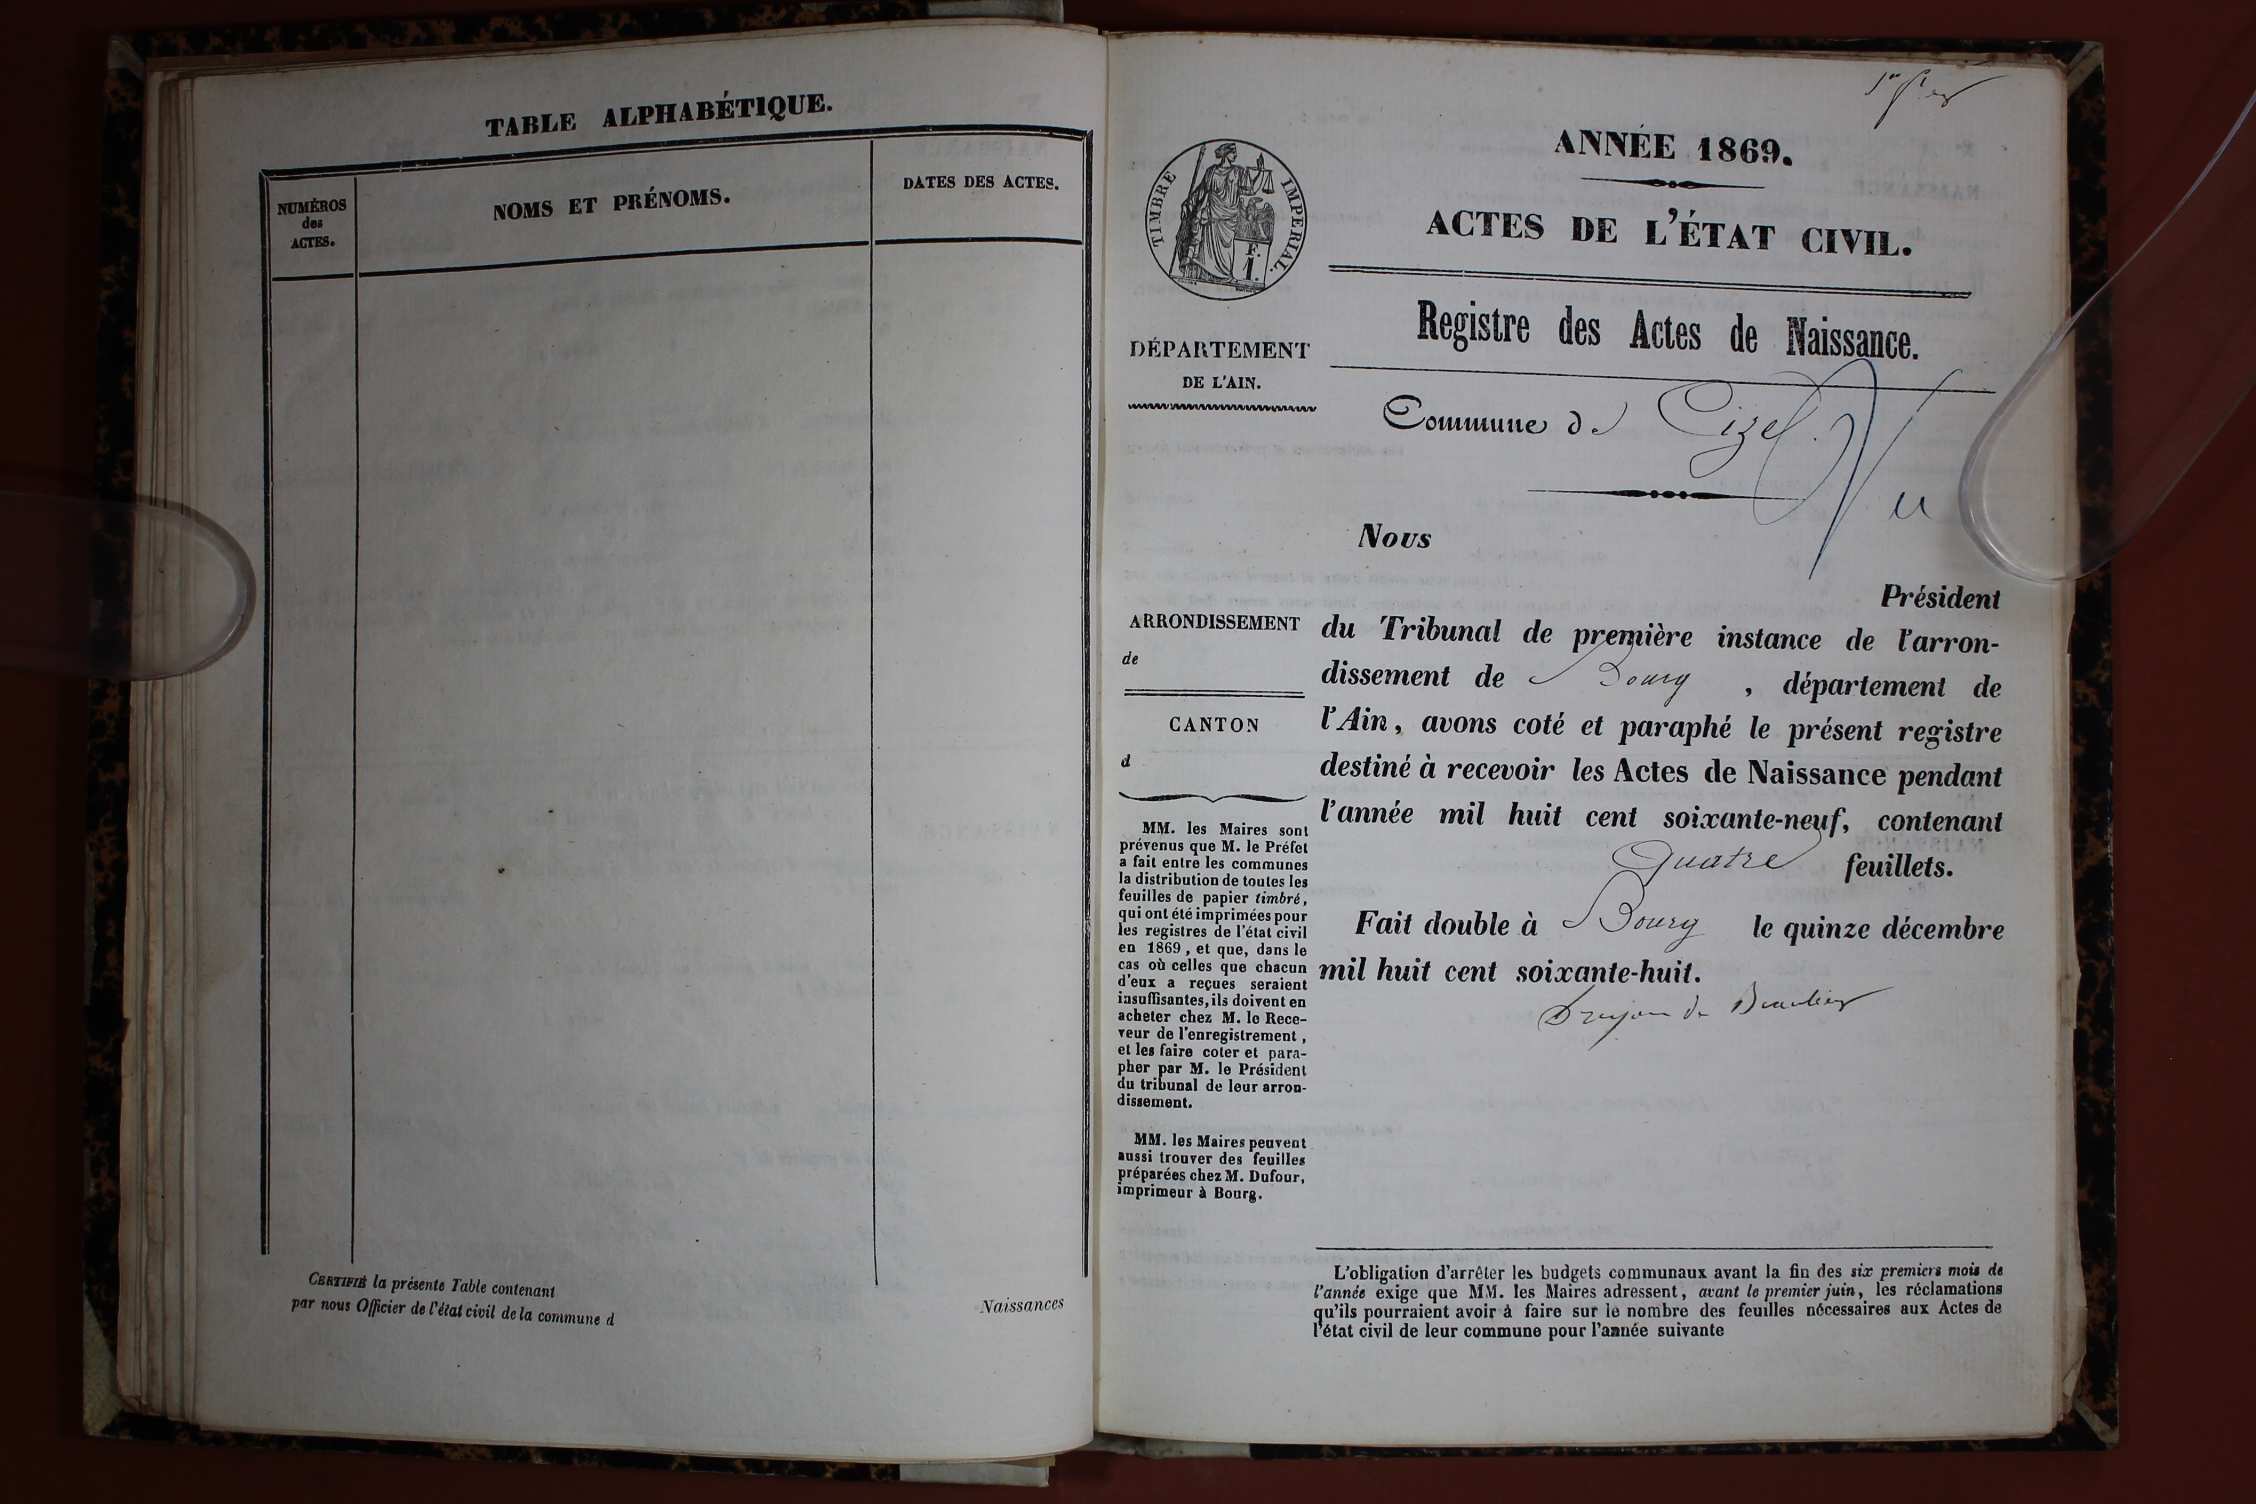 TABLE ALPHABÉTIQUE.
NUMÉROS
des
ACTES.
NOMS ET PRÉNOMS.
DATES DES ACTES.
CERTIFIÉ la présente Table contenant
par nous Officier de l'état civil de la commune d
Naissances
TIMBRE IMPERIAL.
F.
1.
DÉPARTEMENT
DE L'AIN.
ARRONDISSEMENT
de
CANTON
d
MM. les Maires sont
prévenus que M. le Préfet
a fait entre les communes
la distribution de toutes les
feuilles de papier timbré,
qui ont été imprimées pour
les registres de l'état civil
en 1869, et que, dans le
cas où celles que chacun
d'eux a reçues seraient
insuffisantes, ils doivent en
acheter chez M. le Rece-
veur de l'enregistrement,
et les faire coter et para-
pher par M. le Président
du tribunal de leur arron-
dissement.
MM. les Maires peuvent
aussi trouver des feuilles
préparées chez M. Dufour,
imprimeur à Bourg.
ANNÉE 1869.
ACTES DE L'ÉTAT CIVIL.
Registre des Actes de Naissance.
Commune de Cize
Vu
Nous
Président
du Tribunal de première instance de l'arron-
dissement de Bourg, département de
l'Ain, avons coté et paraphé le présent registre
destiné à recevoir les Actes de Naissance pendant
l'année mil huit cent soixante-neuf, contenant
Quatre feuillets.
Fait double à Bourg le quinze décembre
mil huit cent soixante-huit.
L'obligation d'arrêter les budgets communaux avant la fin des six premiers mois de
l'année exige que MM. les Maires adressent, avant le premier juin, les réclamations
qu'ils pourraient avoir à faire sur le nombre des feuilles nécessaires aux Actes de
l'état civil de leur commune pour l'année suivante